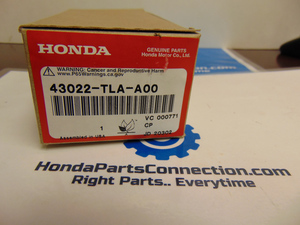 HONDA
GENUINE PARTS
Honda Motor Co., Ltd.
WARNING: Cancer and Reproductive Harm
www.P65Warnings.ca.gov
43022-TLA-A00
VC 000771
1
CP
HondaPartsConnection.com
Right Parts.. Everytime